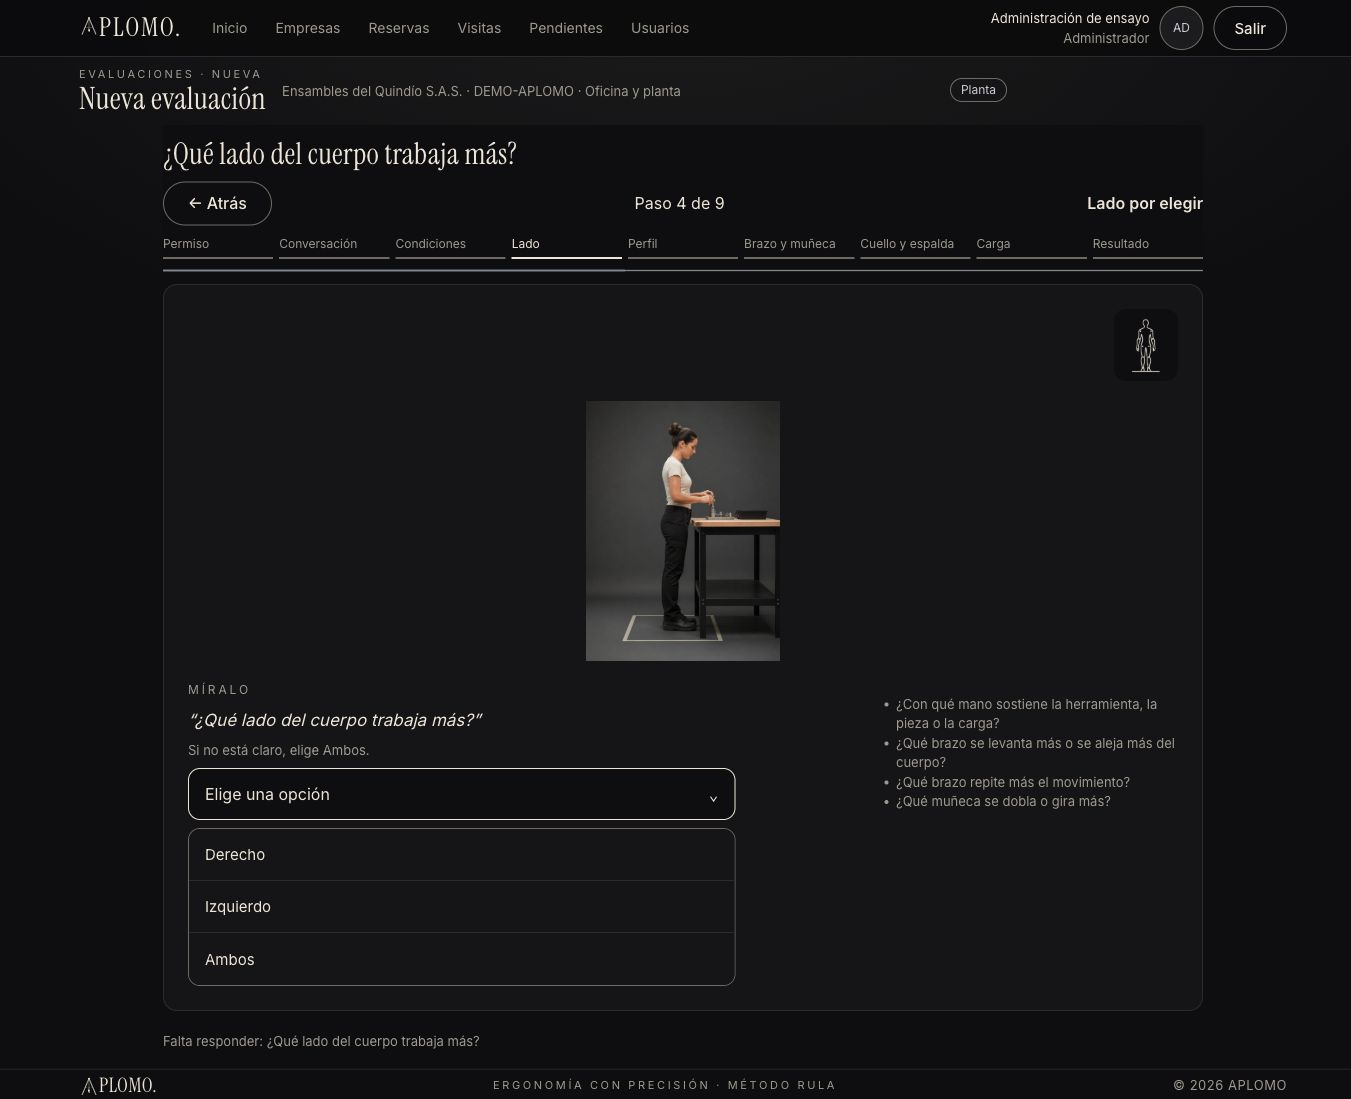 APLOMO.
Inicio
Empresas
Reservas
Visitas
Pendientes
Usuarios
Administración de ensayo
Administrador
AD
Salir
EVALUACIONES · NUEVA
Nueva evaluación
Ensambles del Quindío S.A.S. · DEMO-APLOMO · Oficina y planta
Planta
¿Qué lado del cuerpo trabaja más?
← Atrás
Paso 4 de 9
Lado por elegir
Permiso
Conversación
Condiciones
Lado
Perfil
Brazo y muñeca
Cuello y espalda
Carga
Resultado
MÍRALO
“¿Qué lado del cuerpo trabaja más?”
Si no está claro, elige Ambos.
Elige una opción
Derecho
Izquierdo
Ambos
• ¿Con qué mano sostiene la herramienta, la
pieza o la carga?
• ¿Qué brazo se levanta más o se aleja más del
cuerpo?
• ¿Qué brazo repite más el movimiento?
• ¿Qué muñeca se dobla o gira más?
Falta responder: ¿Qué lado del cuerpo trabaja más?
APLOMO.
ERGONOMÍA CON PRECISIÓN · MÉTODO RULA
© 2026 APLOMO